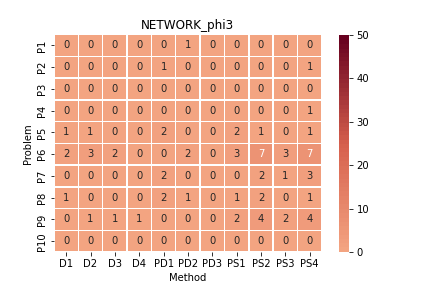 NETWORK_phi3
P1 0 0 0 0 0 1 0 0 0 0 0
P2 0 0 0 0 1 0 0 0 0 0 1
P3 0 0 0 0 0 0 0 0 0 0 0
P4 0 0 0 0 0 0 0 0 0 0 1
P5 1 1 0 0 2 0 0 2 1 0 1
P6 2 3 2 0 0 2 0 3 7 3 7
P7 0 0 0 0 2 0 0 0 2 1 3
P8 1 0 0 0 2 1 0 1 2 0 1
P9 0 1 1 1 0 0 0 2 4 2 4
P10 0 0 0 0 0 0 0 0 0 0 0
D1 D2 D3 D4 PD1 PD2 PD3 PS1 PS2 PS3 PS4
Method
Problem
50
40
30
20
10
0